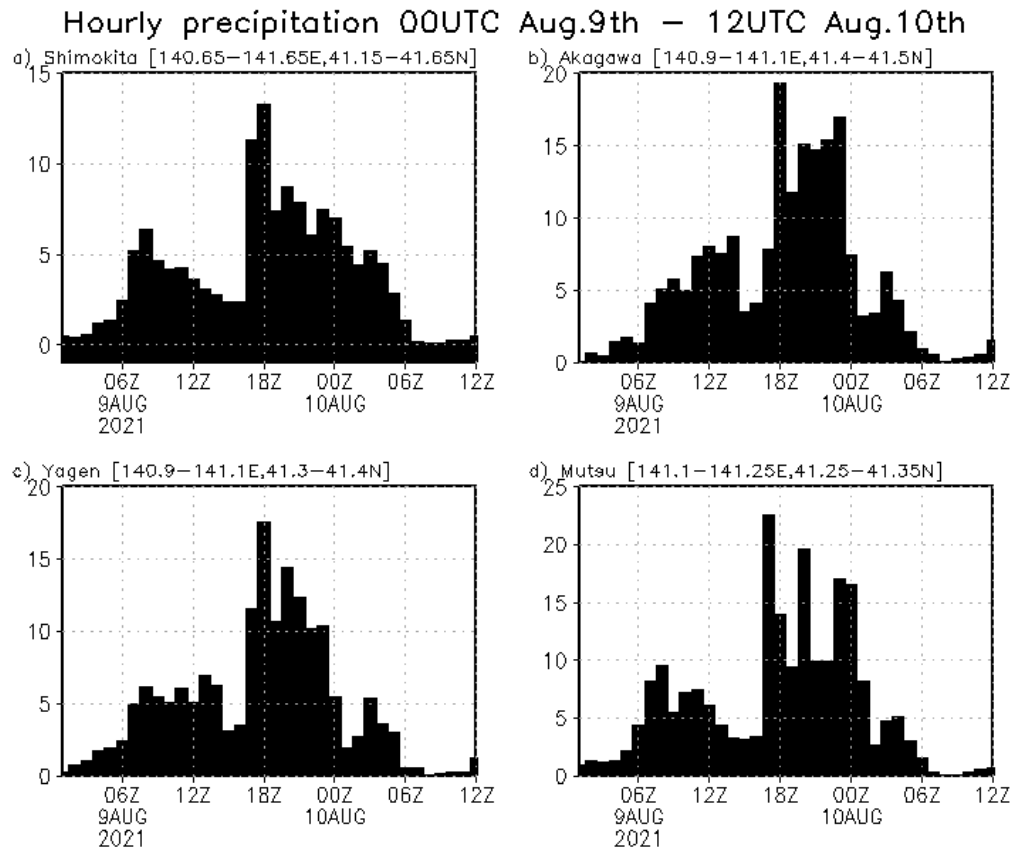 Hourly precipitation 00UTC Aug.9th – 12UTC Aug.10th
a) Shimokita [140.65–141.65E,41.15–41.65N]
15
10
5
0
06Z 12Z 18Z 00Z 06Z 12Z
9AUG 10AUG
2021
b) Akagawa [140.9–141.1E,41.4–41.5N]
20
15
10
5
0
06Z 12Z 18Z 00Z 06Z 12Z
9AUG 10AUG
2021
c) Yagen [140.9–141.1E,41.3–41.4N]
20
15
10
5
0
06Z 12Z 18Z 00Z 06Z 12Z
9AUG 10AUG
2021
d) Mutsu [141.1–141.25E,41.25–41.35N]
25
20
15
10
5
0
06Z 12Z 18Z 00Z 06Z 12Z
9AUG 10AUG
2021